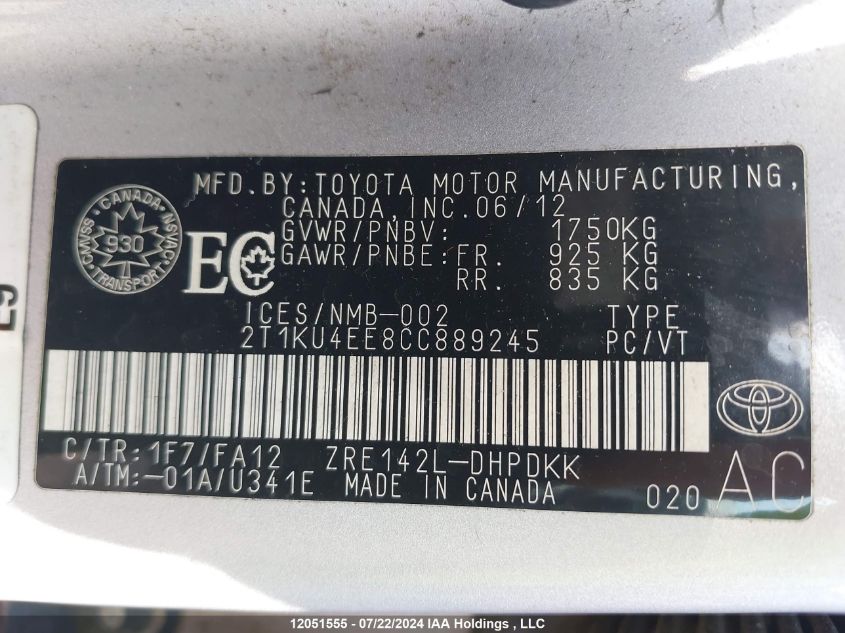 MFD.BY:TOYOTA MOTOR MANUFACTURING,
CANADA,INC.06/12
GVWR/PNBV: 1750KG
GAWR/PNBE:FR. 925 KG
RR. 835 KG
CANADA
CMVSS NSVAC
930
TRANSPORT
EC
ICES/NMB-002 TYPE
2T1KU4EE8CC889245 PC/VT
C/TR:1F7/FA12 ZRE142L-DHPDKK
A/TM:-01A/U341E MADE IN CANADA 020 AC
12051555 - 07/22/2024 IAA Holdings , LLC